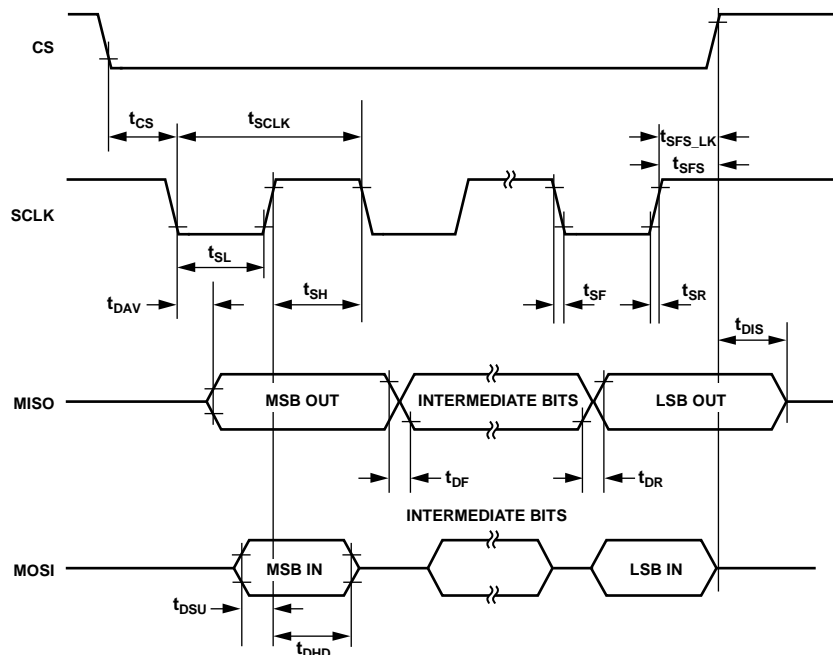 CS
tCS
tSCLK
tSFS_LK
tSFS
SCLK
tSL
tSH
tSF
tSR
tDAV
tDIS
MISO
MSB OUT
INTERMEDIATE BITS
LSB OUT
tDF
tDR
INTERMEDIATE BITS
MOSI
MSB IN
LSB IN
tDSU
tDHD